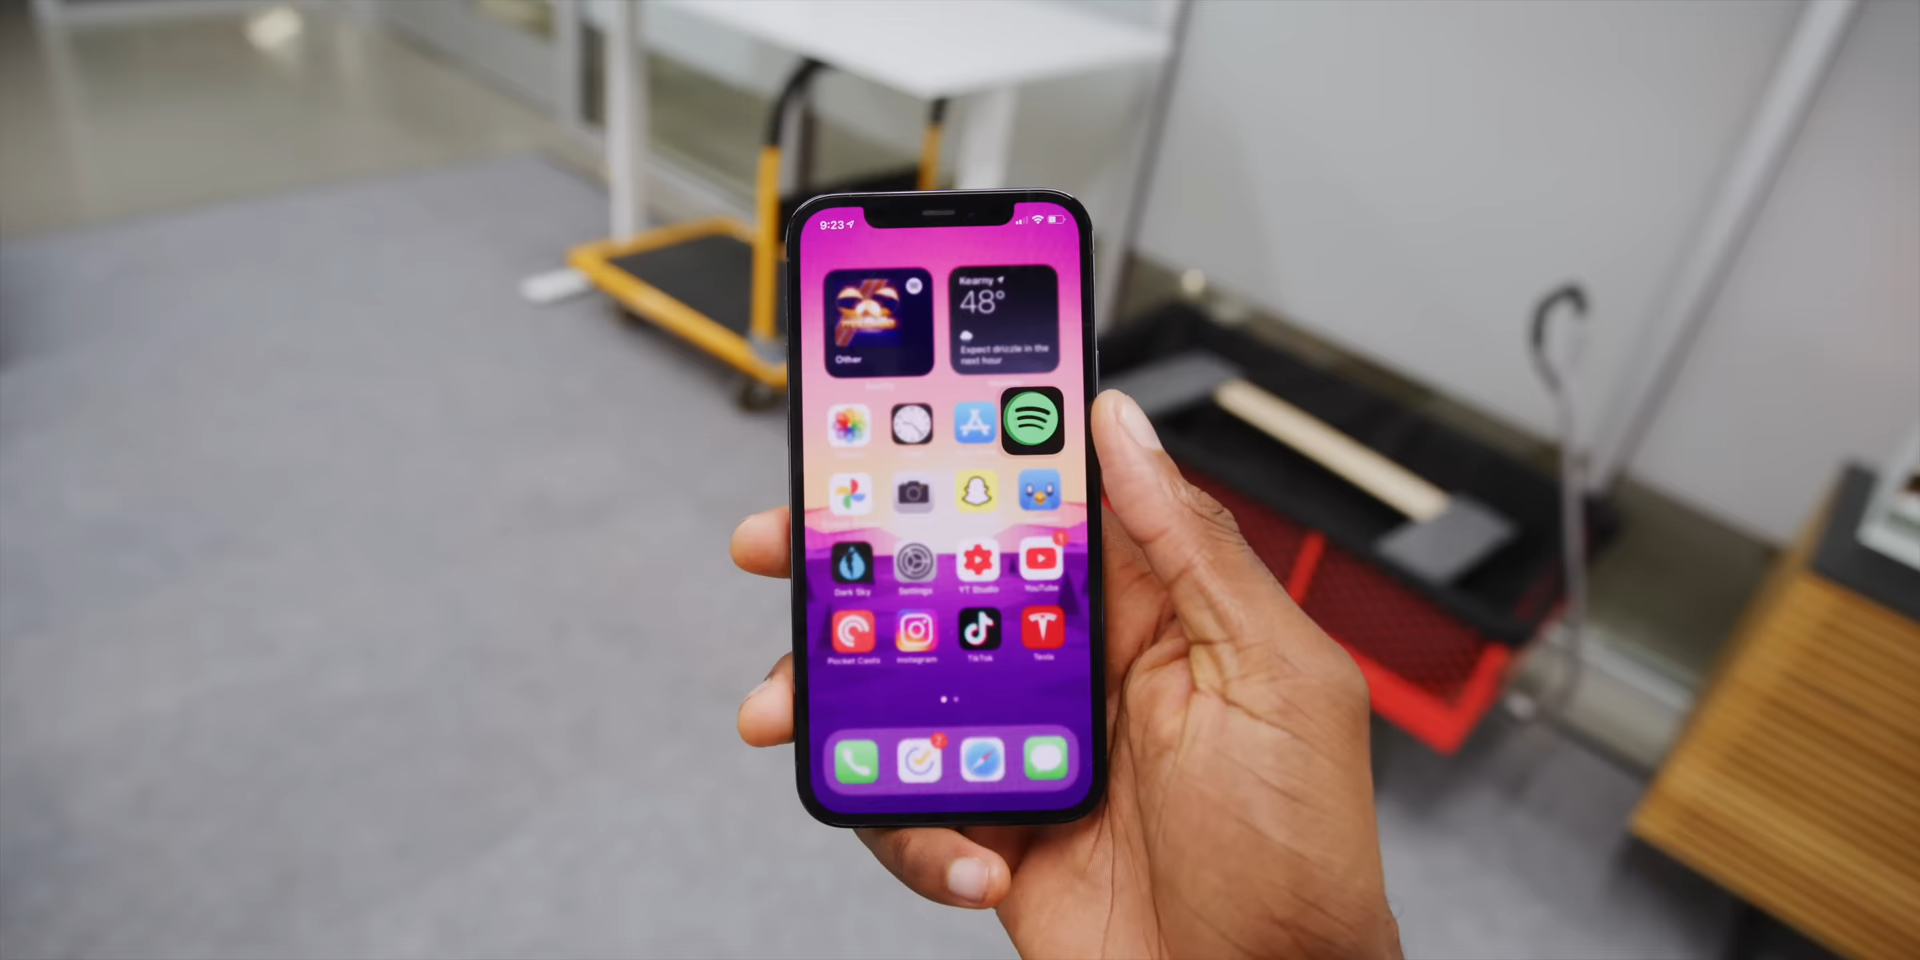 9:23
Kearny
48°
Expect drizzle in the
next hour
Other
Dark Sky
Settings
YT Studio
YouTube
1
Pocket Casts
Instagram
TikTok
Tesla